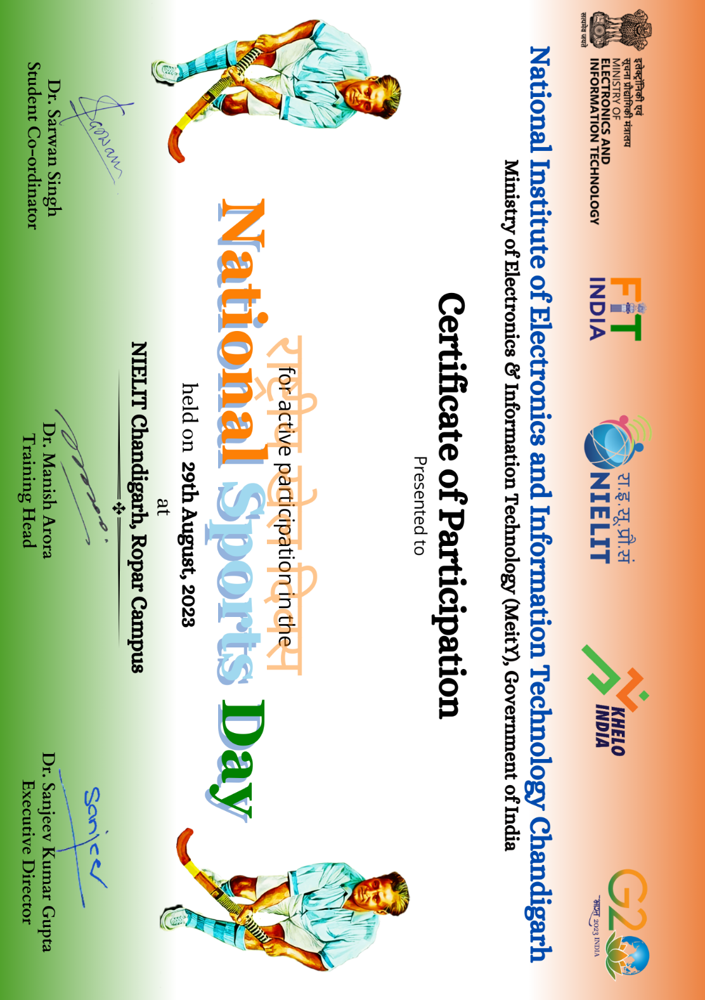 सत्यमेव जयते
इलेक्ट्रॉनिकी एवं
सूचना प्रौद्योगिकी मंत्रालय
MINISTRY OF
ELECTRONICS AND
INFORMATION TECHNOLOGY
FIT
INDIA
रा.इ.सू.प्रौ.सं
NIELIT
KHELO
INDIA
G20
भारत 2023 INDIA
National Institute of Electronics and Information Technology Chandigarh
Ministry of Electronics & Information Technology (MeitY), Government of India
Certificate of Participation
Presented to
राष्ट्रीय खेल दिवस
for active participation in the
National Sports Day
held on 29th August, 2023
at
NIELIT Chandigarh, Ropar Campus
Sarwan
Sanjeev
Dr. Sarwan Singh
Student Co-ordinator
Dr. Manish Arora
Training Head
Dr. Sanjeev Kumar Gupta
Executive Director